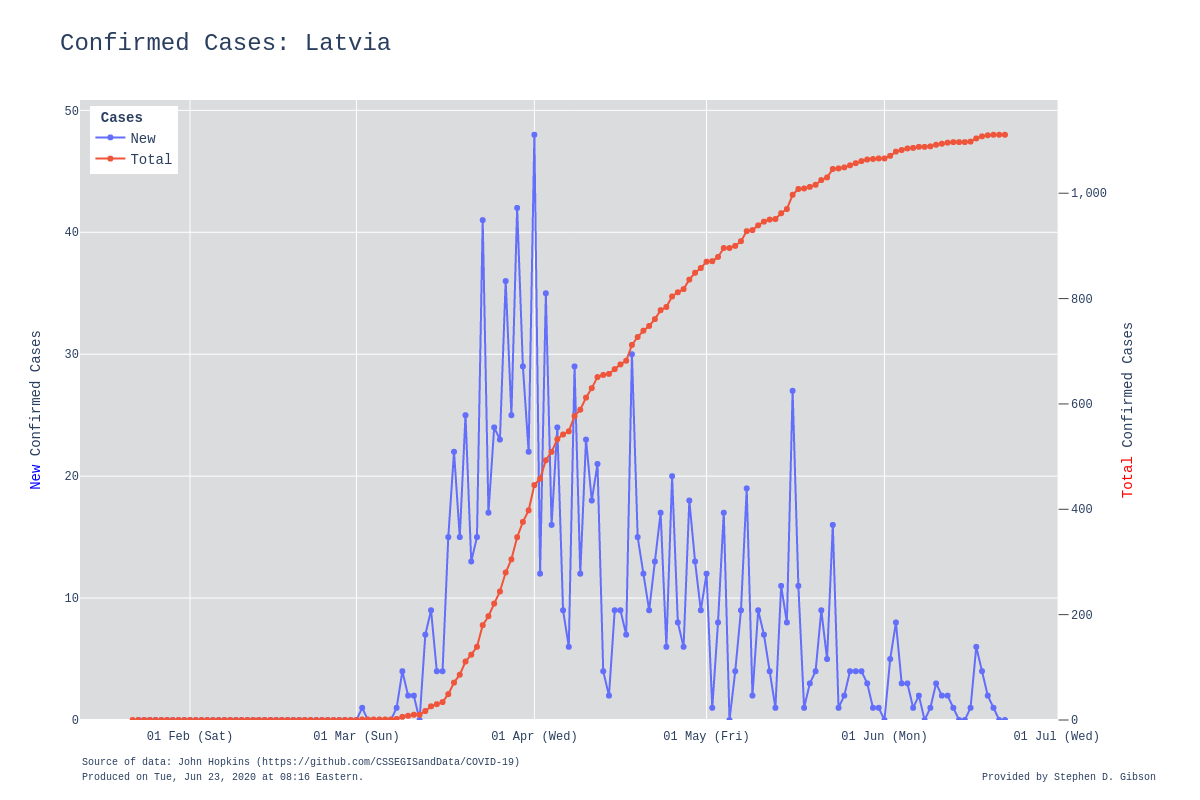 Confirmed Cases: Latvia
Cases
New
Total
50
40
30
20
10
0
New Confirmed Cases
1,000
800
600
400
200
0
Total Confirmed Cases
01 Feb (Sat)
01 Mar (Sun)
01 Apr (Wed)
01 May (Fri)
01 Jun (Mon)
01 Jul (Wed)
Source of data: John Hopkins (https://github.com/CSSEGISandData/COVID-19)
Produced on Tue, Jun 23, 2020 at 08:16 Eastern.
Provided by Stephen D. Gibson